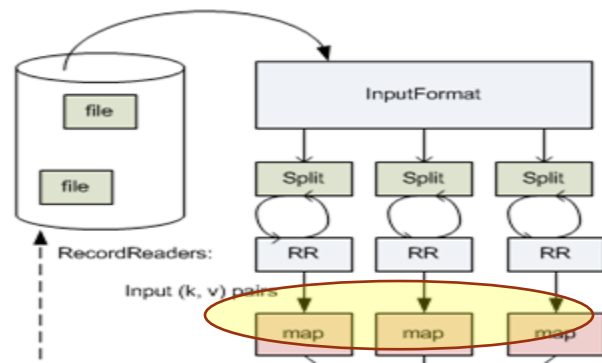 InputFormat
file
file
Split Split Split
RecordReaders:
RR RR RR
Input (k, v) pairs
map map map